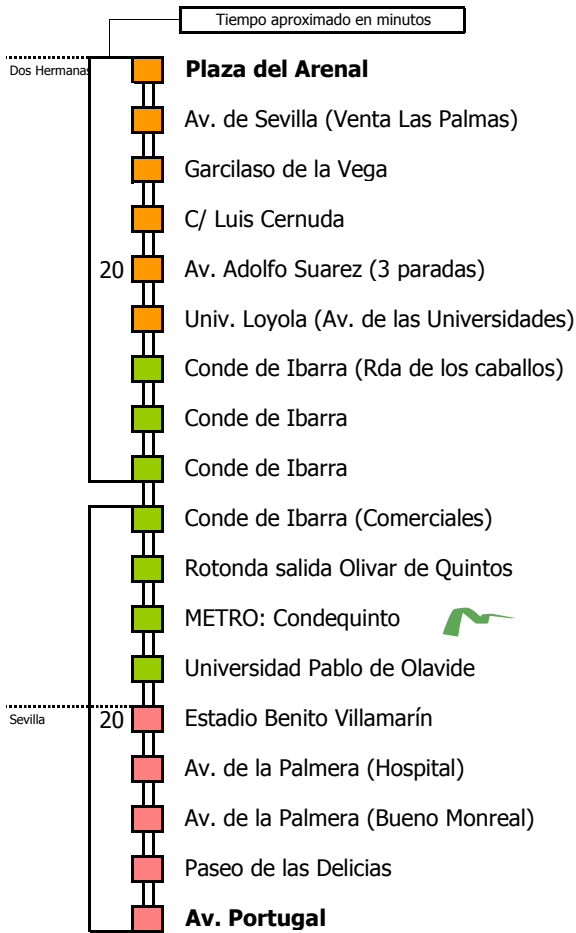 Tiempo aproximado en minutos
Dos Hermanas
Plaza del Arenal
Av. de Sevilla (Venta Las Palmas)
Garcilaso de la Vega
C/ Luis Cernuda
20
Av. Adolfo Suarez (3 paradas)
Univ. Loyola (Av. de las Universidades)
Conde de Ibarra (Rda de los caballos)
Conde de Ibarra
Conde de Ibarra
Conde de Ibarra (Comerciales)
Rotonda salida Olivar de Quintos
METRO: Condequinto
Universidad Pablo de Olavide
Sevilla
20
Estadio Benito Villamarín
Av. de la Palmera (Hospital)
Av. de la Palmera (Bueno Monreal)
Paseo de las Delicias
Av. Portugal